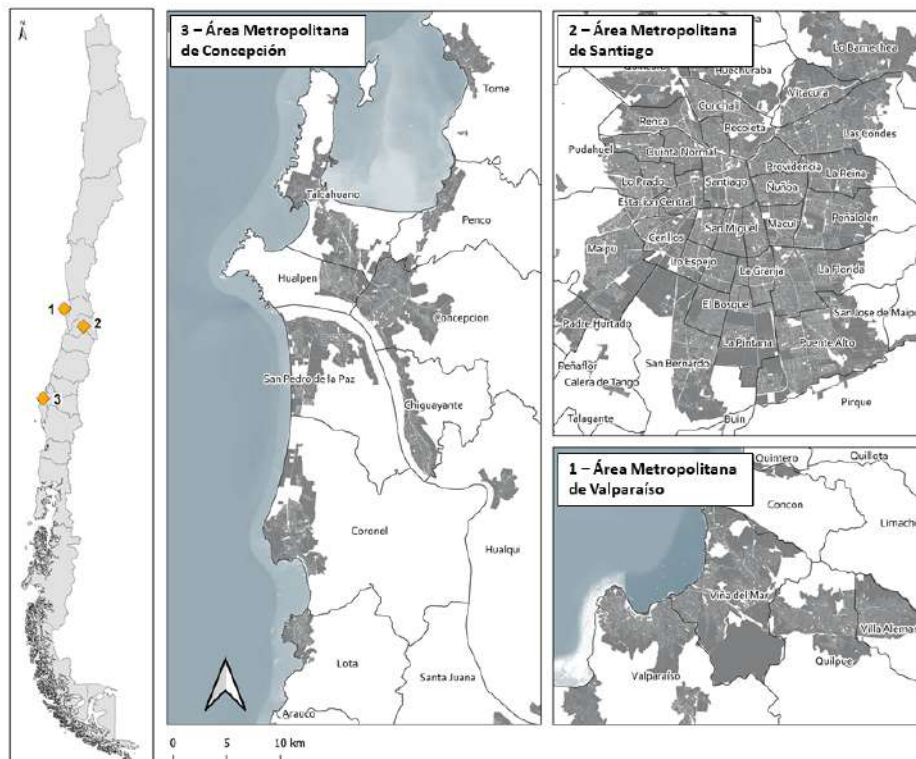 N
1
2
3
3 – Área Metropolitana
de Concepción
Tome
Talcahuano
Penco
Hualpen
Concepcion
San Pedro de la Paz
Chiguayante
Coronel
Hualqui
Lota
Santa Juana
Arauco
0 5 10 km
2 – Área Metropolitana
de Santiago
Lo Barnechea
Huechuraba
Quilicura
Conchali
Vitacura
Renca
Recoleta
Las Condes
Pudahuel
Quinta Normal
Providencia
La Reina
Lo Prado
Santiago
Ñuñoa
Estacion Central
Peñalolen
San Miguel
Macul
Maipu
Cerillos
Lo Espejo
La Granja
La Florida
El Bosque
San Jose de Maipo
Padre Hurtado
La Pintana
Puente Alto
Peñaflor
San Bernardo
Calera de Tango
Pirque
Talagante
Buin
1 – Área Metropolitana
de Valparaíso
Quintero
Quillota
Concon
Limache
Viña del Mar
Villa Aleman
Quilpue
Valparaíso